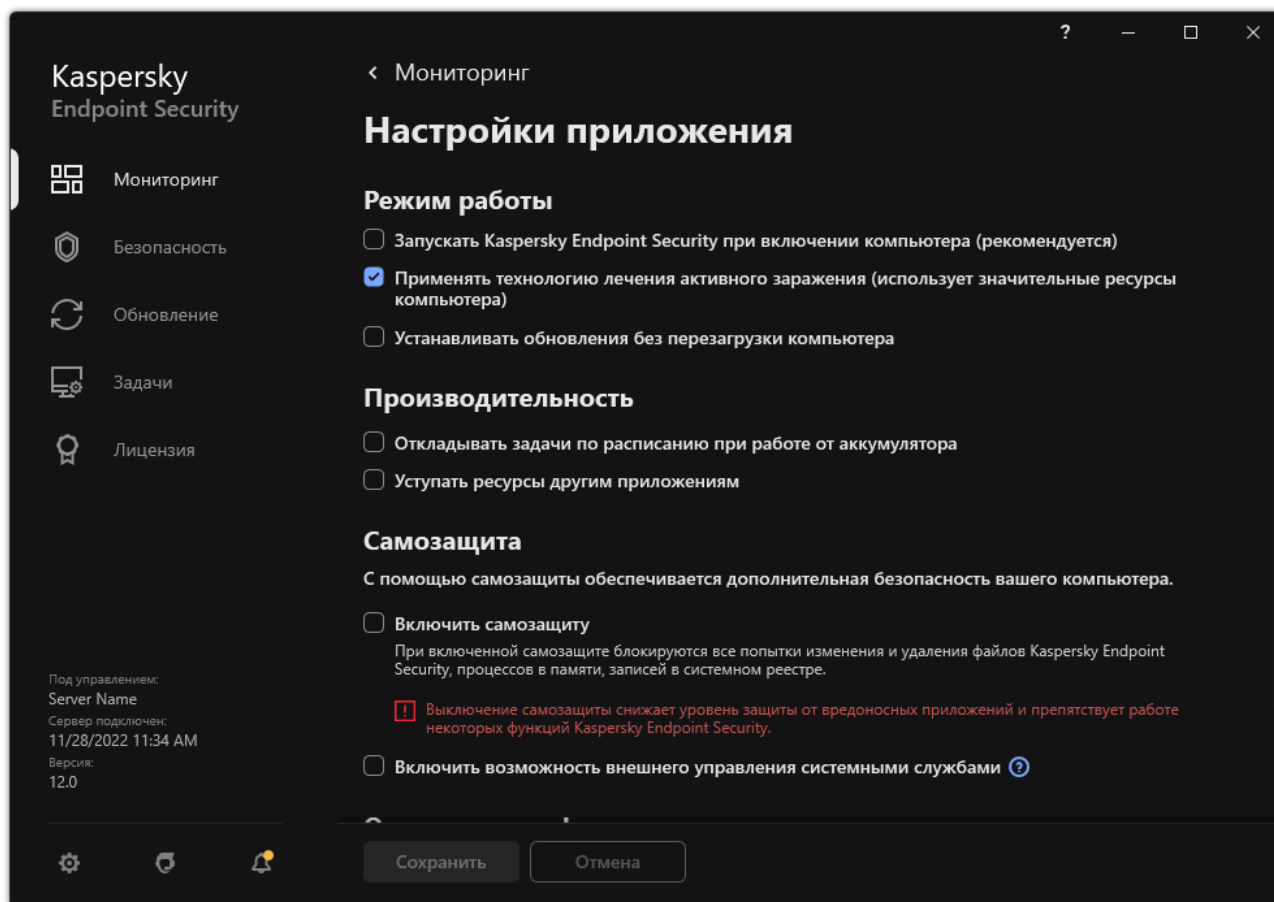 Kaspersky
Endpoint Security
Мониторинг
Безопасность
Обновление
Задачи
Лицензия
Под управлением:
Server Name
Сервер подключен:
11/28/2022 11:34 AM
Версия:
12.0
?
Мониторинг
Настройки приложения
Режим работы
Запускать Kaspersky Endpoint Security при включении компьютера (рекомендуется)
Применять технологию лечения активного заражения (использует значительные ресурсы
компьютера)
Устанавливать обновления без перезагрузки компьютера
Производительность
Откладывать задачи по расписанию при работе от аккумулятора
Уступать ресурсы другим приложениям
Самозащита
С помощью самозащиты обеспечивается дополнительная безопасность вашего компьютера.
Включить самозащиту
При включенной самозащите блокируются все попытки изменения и удаления файлов Kaspersky Endpoint
Security, процессов в памяти, записей в системном реестре.
Выключение самозащиты снижает уровень защиты от вредоносных приложений и препятствует работе
некоторых функций Kaspersky Endpoint Security.
Включить возможность внешнего управления системными службами ?
Сохранить
Отмена